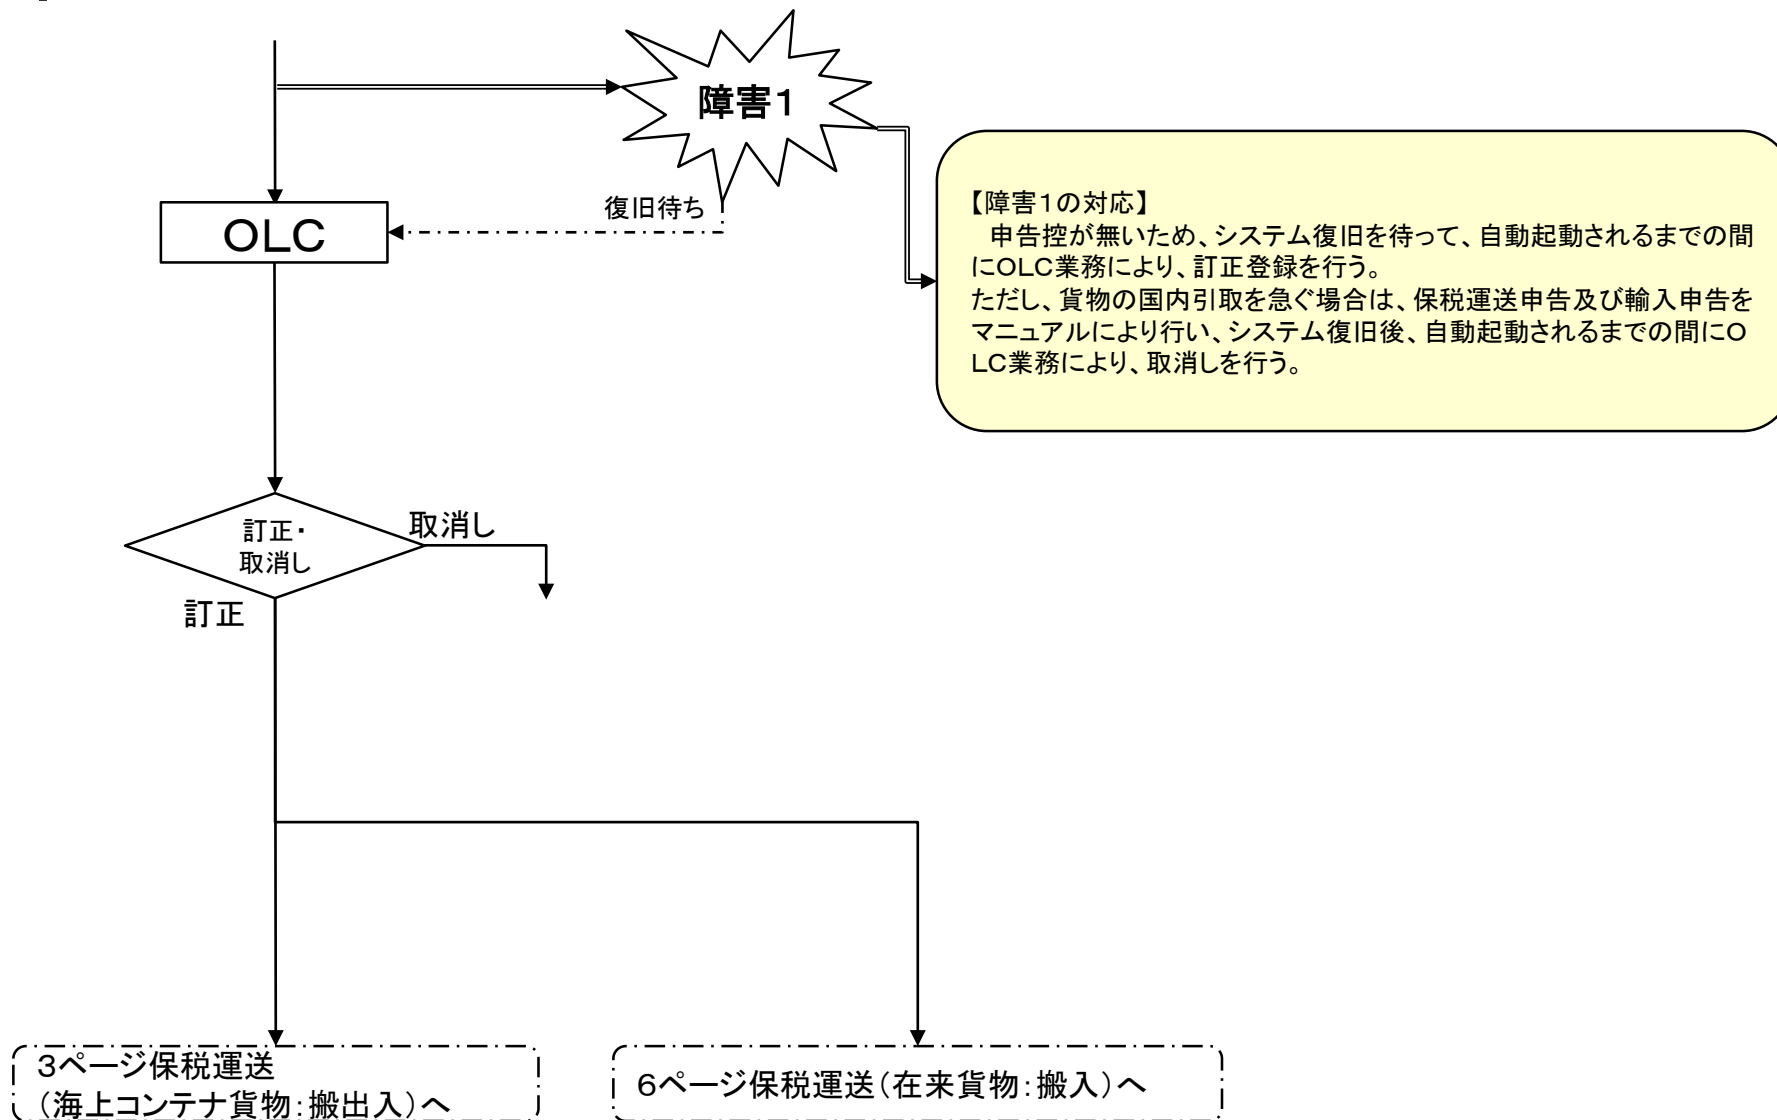 障害1
復旧待ち
OLC
【障害1の対応】
　申告控が無いため、システム復旧を待って、自動起動されるまでの間
にOLC業務により、訂正登録を行う。
ただし、貨物の国内引取を急ぐ場合は、保税運送申告及び輸入申告を
マニュアルにより行い、システム復旧後、自動起動されるまでの間にO
LC業務により、取消しを行う。
訂正・
取消し
取消し
訂正
3ページ保税運送
（海上コンテナ貨物：搬出入）へ
6ページ保税運送（在来貨物：搬入）へ